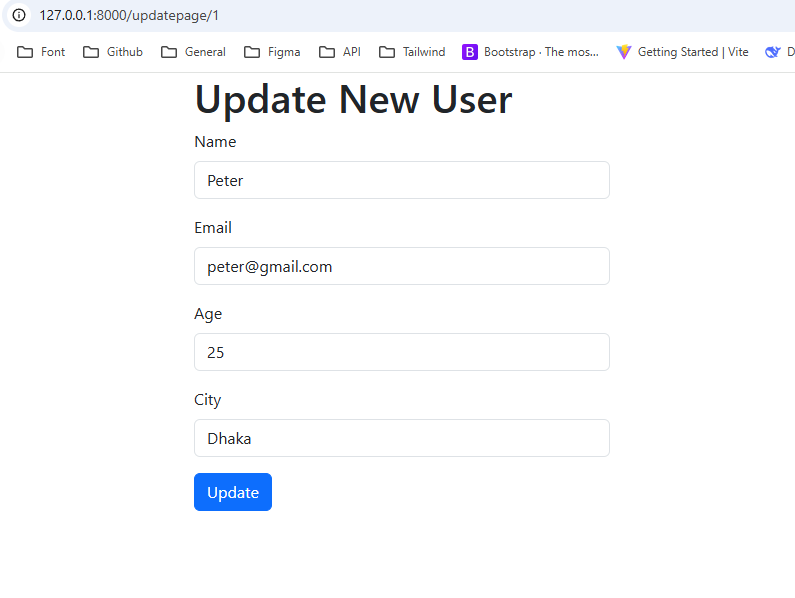 127.0.0.1:8000/updatepage/1
Font Github General Figma API Tailwind B Bootstrap · The mos... Getting Started | Vite D
Update New User
Name
Peter
Email
peter@gmail.com
Age
25
City
Dhaka
Update